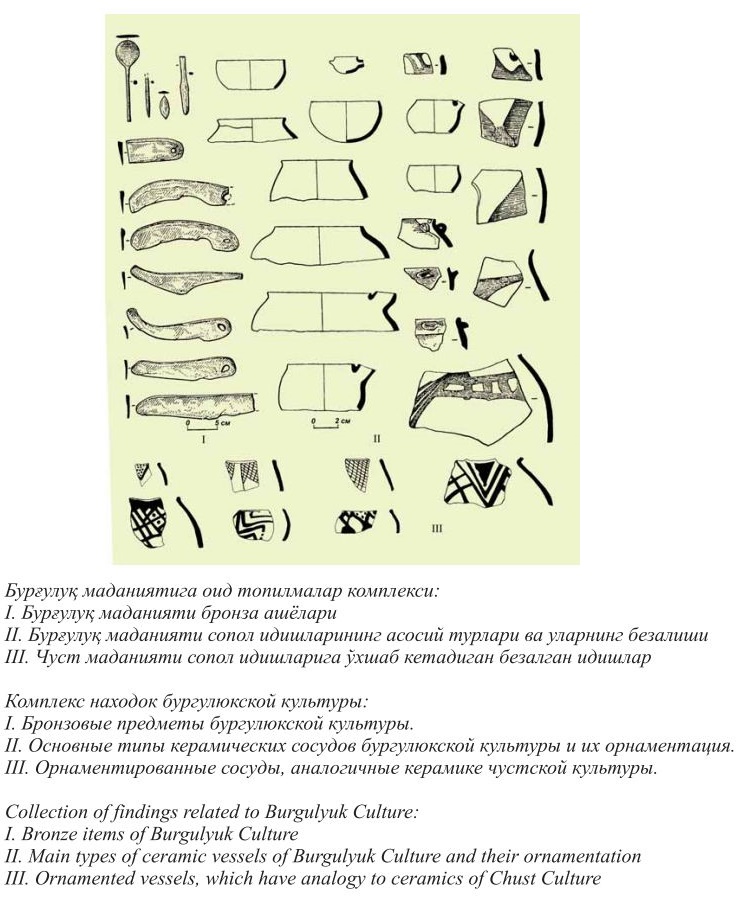 0 5 см
I
0 2 см
II
III
Бурғулуқ маданиятига оид топилмалар комплекси:
I. Бурғулуқ маданияти бронза ашёлари
II. Бурғулуқ маданияти сопол идишларининг асосий турлари ва уларнинг безалиши
III. Чуст маданияти сопол идишларига ўхшаб кетадиган безалган идишлар
Комплекс находок бургулюкской культуры:
I. Бронзовые предметы бургулюкской культуры.
II. Основные типы керамических сосудов бургулюкской культуры и их орнаментация.
III. Орнаментированные сосуды, аналогичные керамике чустской культуры.
Collection of findings related to Burgulyuk Culture:
I. Bronze items of Burgulyuk Culture
II. Main types of ceramic vessels of Burgulyuk Culture and their ornamentation
III. Ornamented vessels, which have analogy to ceramics of Chust Culture